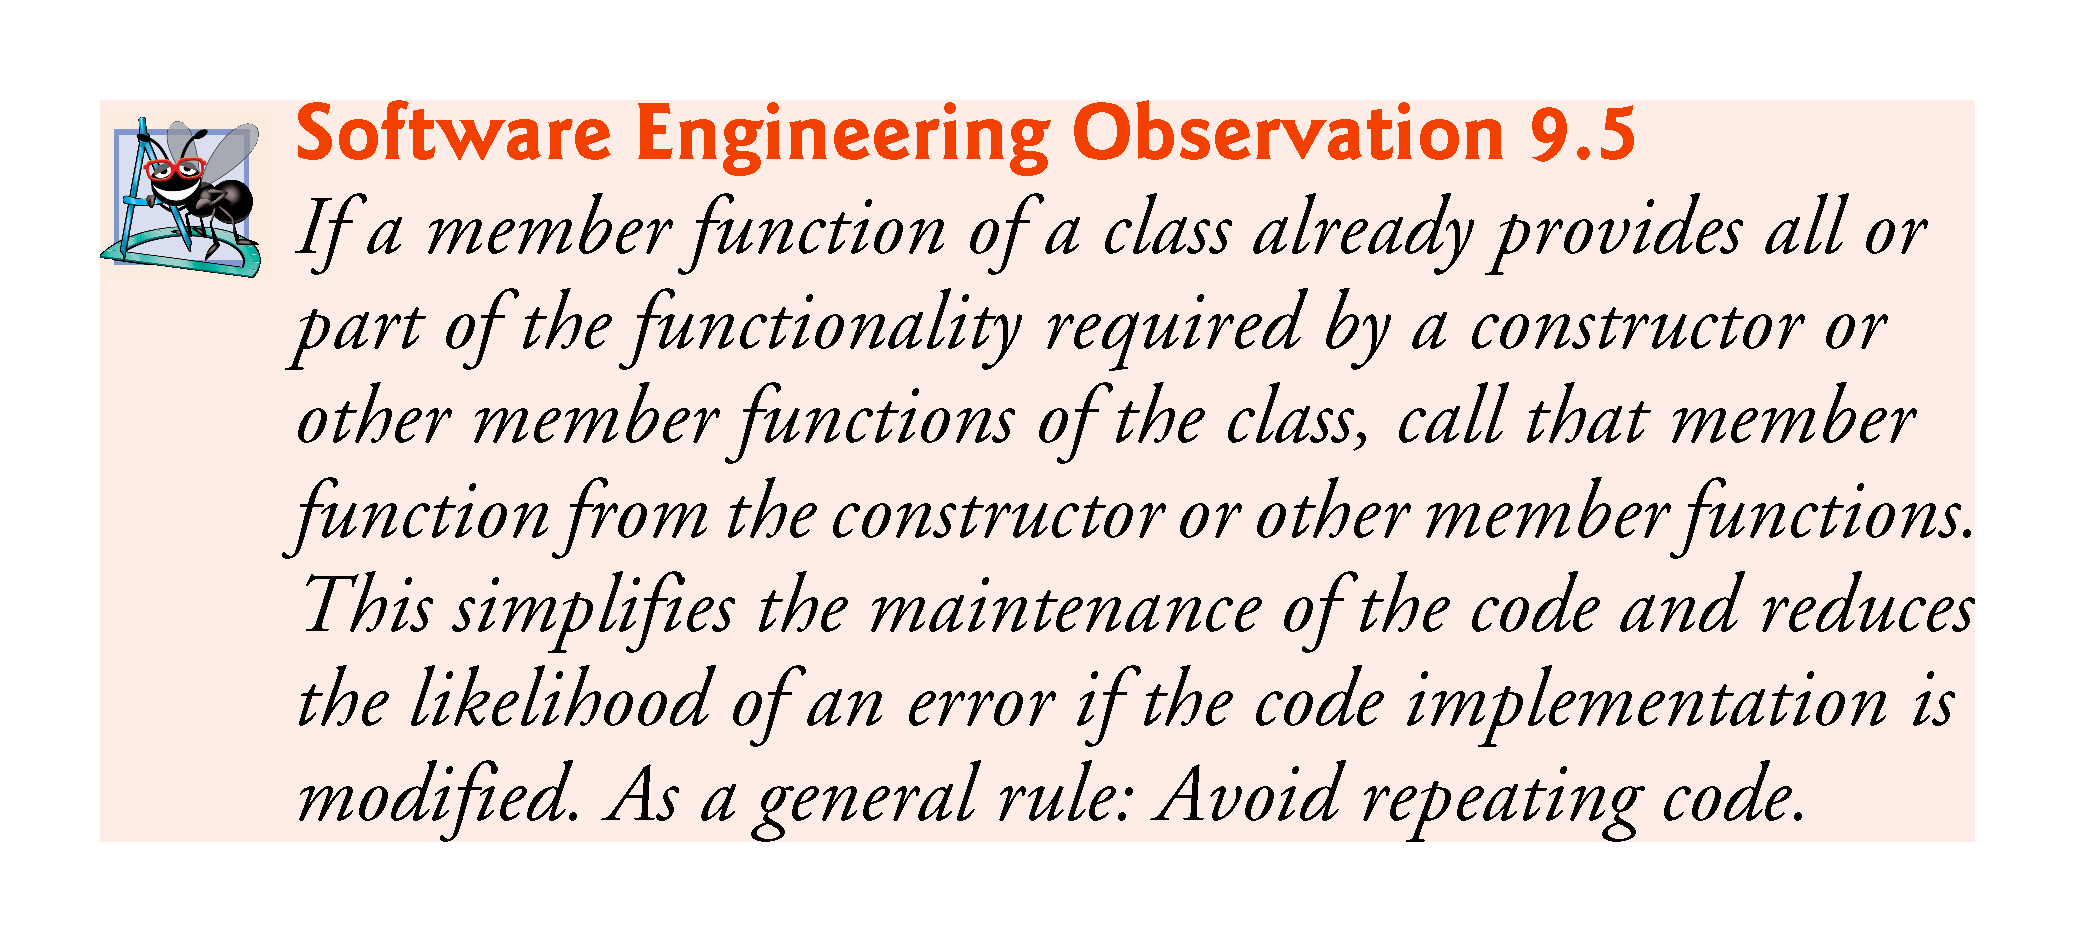 Software Engineering Observation 9.5
If a member function of a class already provides all or
part of the functionality required by a constructor or
other member functions of the class, call that member
function from the constructor or other member functions.
This simplifies the maintenance of the code and reduces
the likelihood of an error if the code implementation is
modified. As a general rule: Avoid repeating code.